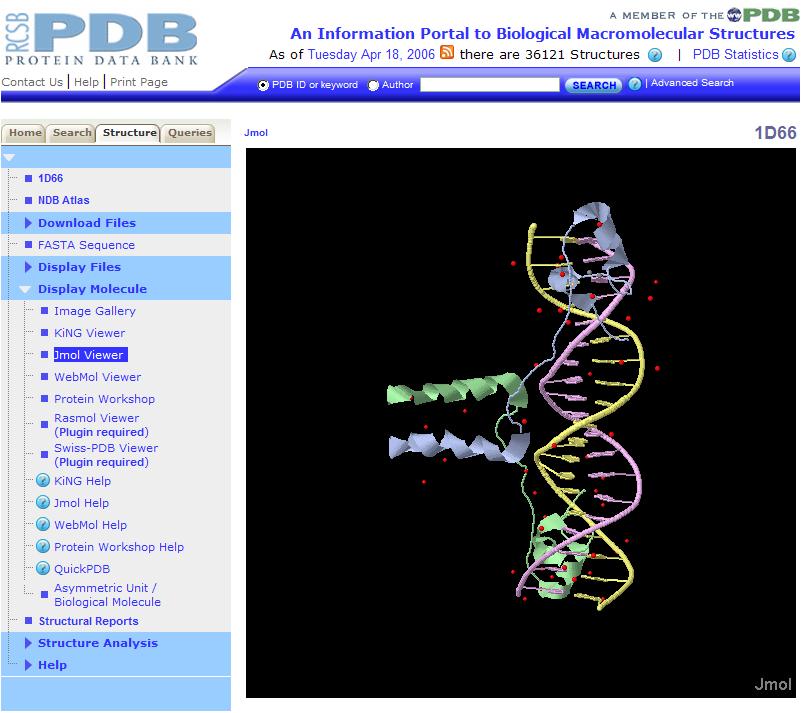 A MEMBER OF THE PDB
RCSB
PDB
PROTEIN DATA BANK
An Information Portal to Biological Macromolecular Structures
As of Tuesday Apr 18, 2006 there are 36121 Structures ? | PDB Statistics ?
Contact Us | Help | Print Page
PDB ID or keyword Author SEARCH ? | Advanced Search
Home Search Structure Queries
Jmol 1D66
1D66
NDB Atlas
Download Files
FASTA Sequence
Display Files
Display Molecule
Image Gallery
KiNG Viewer
Jmol Viewer
WebMol Viewer
Protein Workshop
Rasmol Viewer
(Plugin required)
Swiss-PDB Viewer
(Plugin required)
? KiNG Help
? Jmol Help
? WebMol Help
? Protein Workshop Help
? QuickPDB
Asymmetric Unit /
Biological Molecule
Structural Reports
Structure Analysis
Help
Jmol